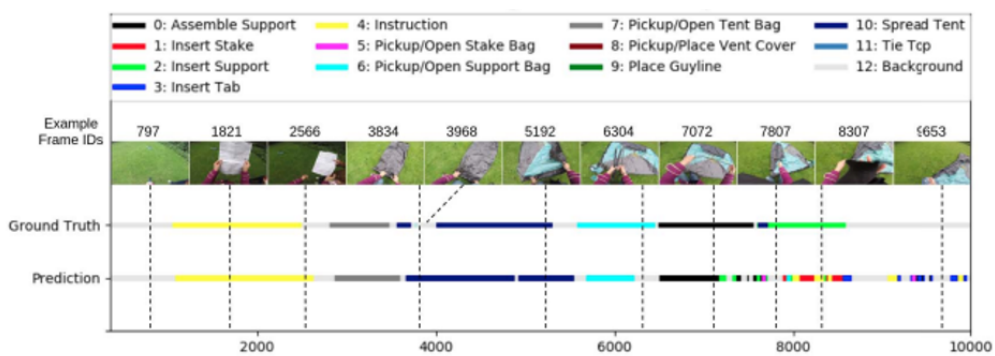 0: Assemble Support 4: Instruction 7: Pickup/Open Tent Bag 10: Spread Tent
1: Insert Stake 5: Pickup/Open Stake Bag 8: Pickup/Place Vent Cover 11: Tie Tcp
2: Insert Support 6: Pickup/Open Support Bag 9: Place Guyline 12: Background
3: Insert Tab
Example
Frame IDs 797 1821 2566 3834 3968 5192 6304 7072 7807 8307 9653
Ground Truth
Prediction
2000 4000 6000 8000 10000